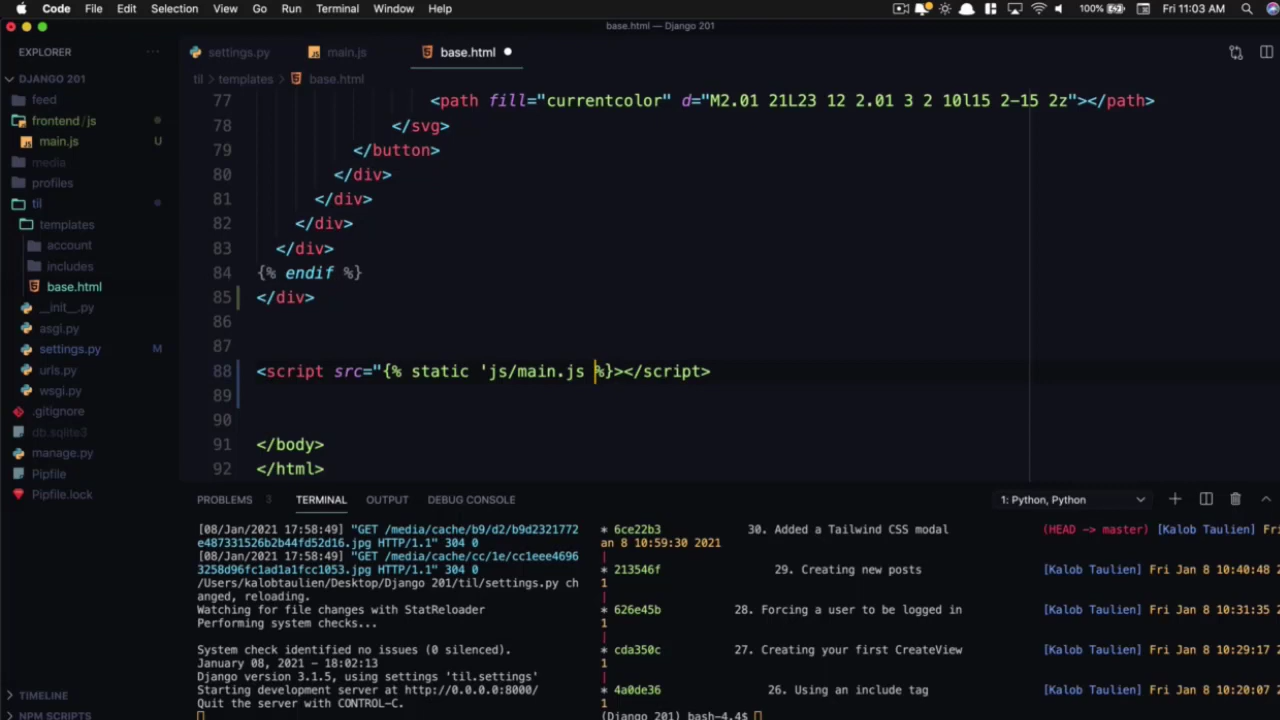 Code File Edit Selection View Go Run Terminal Window Help 100% Fri 11:03 AM
base.html — Django 201
EXPLORER ... settings.py main.js base.html
DJANGO 201
til > templates > base.html
feed
frontend/js
main.js U
media
profiles
til
templates
account
includes
base.html
__init__.py
asgi.py
settings.py M
urls.py
wsgi.py
.gitignore
db.sqlite3
manage.py
Pipfile
Pipfile.lock
TIMELINE
NPM SCRIPTS
77 <path fill="currentcolor" d="M2.01 21L23 12 2.01 3 2 10l15 2-15 2z"></path>
78 </svg>
79 </button>
80 </div>
81 </div>
82 </div>
83 </div>
84 {% endif %}
85 </div>
86
87
88 <script src="{% static 'js/main.js %}></script>
89
90
91 </body>
92 </html>
PROBLEMS 3 TERMINAL OUTPUT DEBUG CONSOLE 1: Python, Python
[08/Jan/2021 17:58:49] "GET /media/cache/b9/d2/b9d2321772
e487331526b2b44fd52d16.jpg HTTP/1.1" 304 0
[08/Jan/2021 17:58:49] "GET /media/cache/cc/1e/cc1eee4696
3258d96fc1ad1a1fcc1053.jpg HTTP/1.1" 304 0
/Users/kalobtaulien/Desktop/Django 201/til/settings.py ch
anged, reloading.
Watching for file changes with StatReloader
Performing system checks...
System check identified no issues (0 silenced).
January 08, 2021 - 18:02:13
Django version 3.1.5, using settings 'til.settings'
Starting development server at http://0.0.0.0:8000/
Quit the server with CONTROL-C.
* 6ce22b3 30. Added a Tailwind CSS modal (HEAD -> master) [Kalob Taulien] Fri J
an 8 10:59:30 2021
|
* 213546f 29. Creating new posts [Kalob Taulien] Fri Jan 8 10:40:48 2
1
|
* 626e45b 28. Forcing a user to be logged in [Kalob Taulien] Fri Jan 8 10:31:35 2
1
|
* cda350c 27. Creating your first CreateView [Kalob Taulien] Fri Jan 8 10:29:17 2
1
|
* 4a0de36 26. Using an include tag [Kalob Taulien] Fri Jan 8 10:20:07 2
1
(Django 201) bash-4.4$